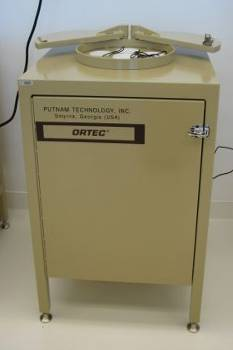 PUTNAM TECHNOLOGY, INC.
Smyrna, Georgia (USA)
ORTEC®